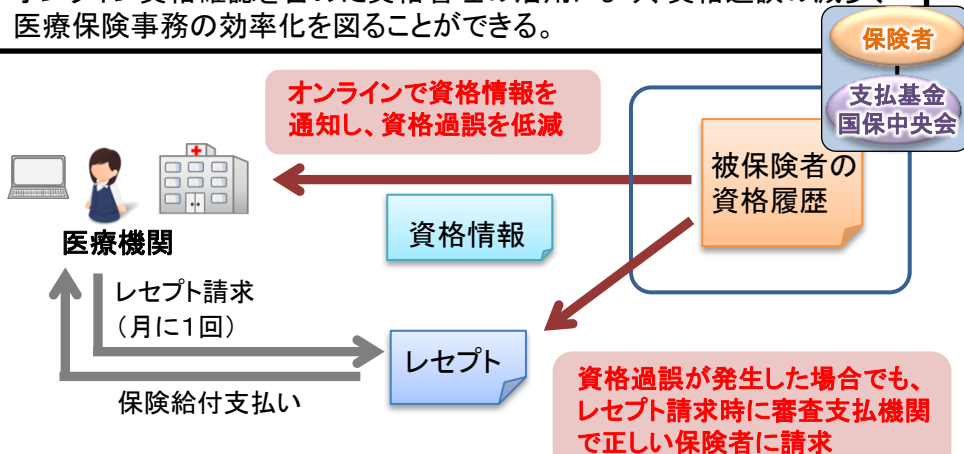 医療保険事務の効率化を図ることができる。
保険者
支払基金
国保中央会
オンラインで資格情報を
通知し、資格過誤を低減
被保険者の
資格履歴
資格情報
医療機関
レセプト請求
(月に1回)
レセプト
保険給付支払い
資格過誤が発生した場合でも、
レセプト請求時に審査支払機関
で正しい保険者に請求